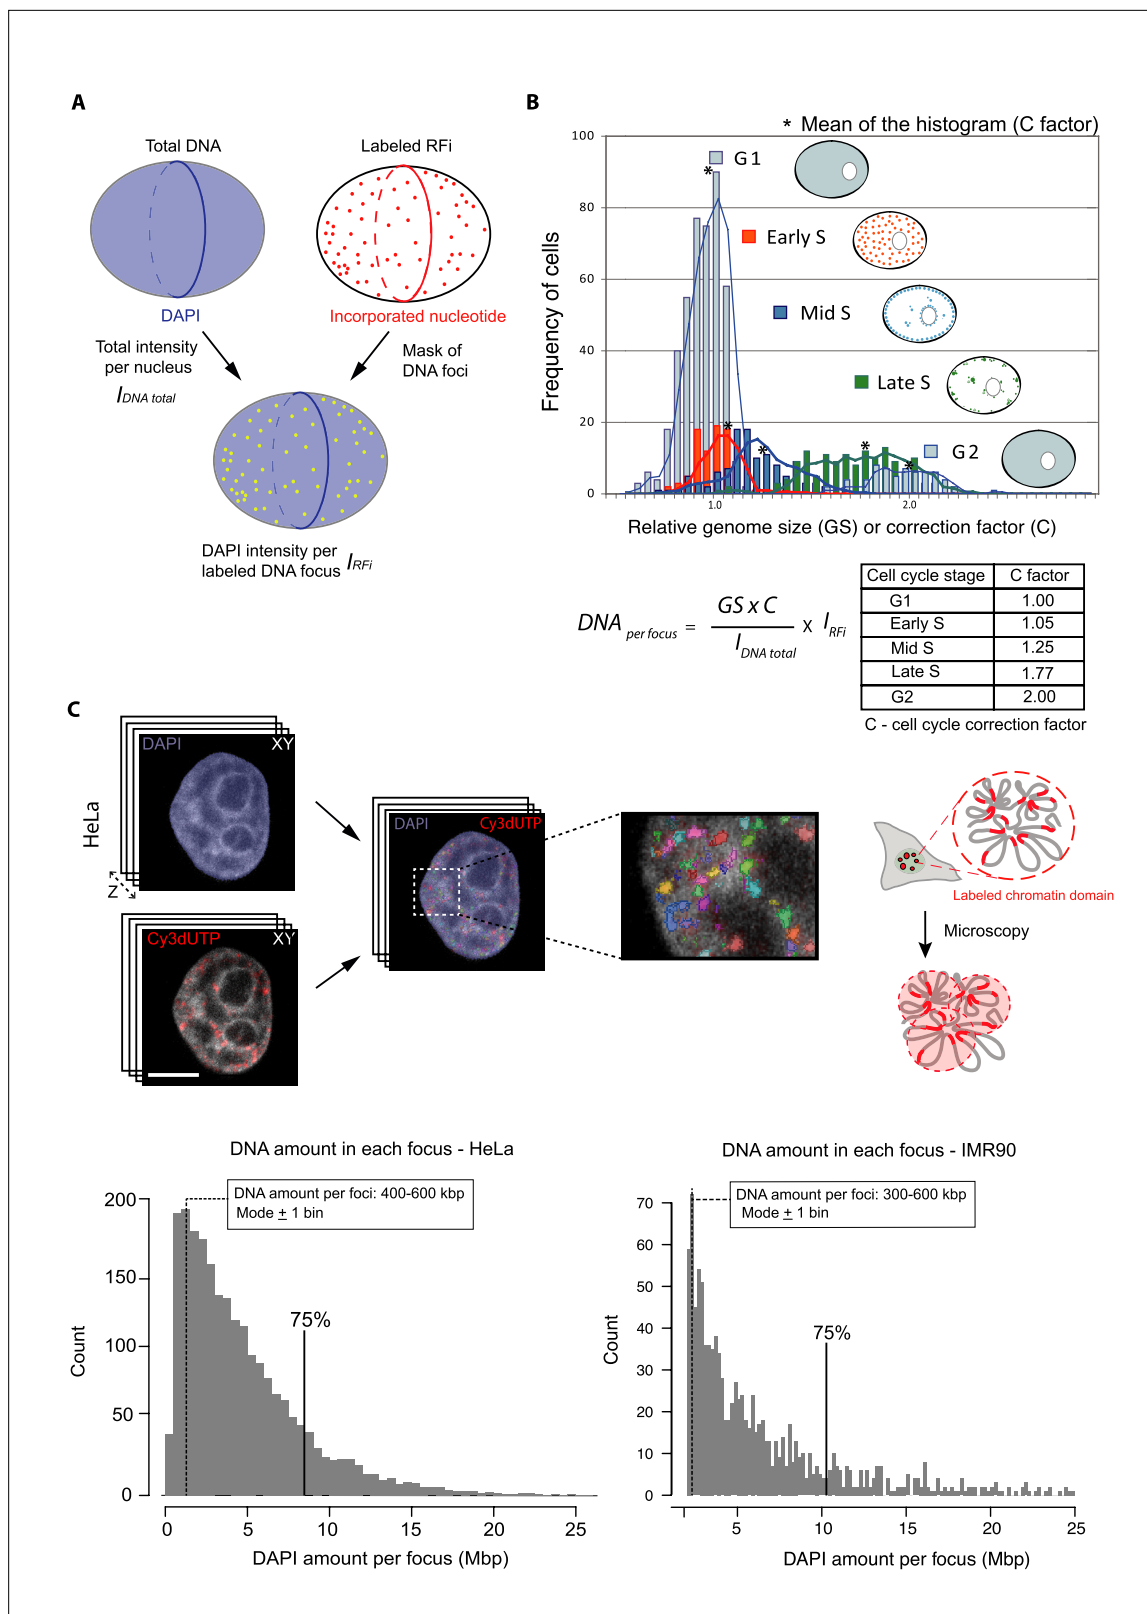 A
Total DNA
Labeled RFi
DAPI
Incorporated nucleotide
Total intensity
per nucleus
I DNA total
Mask of
DNA foci
DAPI intensity per
labeled DNA focus I RFi
B
* Mean of the histogram (C factor)
100
80
60
40
20
0
Frequency of cells
G1
*
Early S
Mid S
Late S
G2
*
*
*
*
1.0
2.0
Relative genome size (GS) or correction factor (C)
DNA per focus = GS x C / I DNA total X I RFi
Cell cycle stage C factor
G1 1.00
Early S 1.05
Mid S 1.25
Late S 1.77
G2 2.00
C - cell cycle correction factor
C
HeLa
Z
DAPI
XY
Cy3dUTP
XY
DAPI
Cy3dUTP
Labeled chromatin domain
Microscopy
DNA amount in each focus - HeLa
DNA amount per foci: 400-600 kbp
Mode ± 1 bin
75%
200
150
100
50
0
Count
0 5 10 15 20 25
DAPI amount per focus (Mbp)
DNA amount in each focus - IMR90
DNA amount per foci: 300-600 kbp
Mode ± 1 bin
75%
70
60
50
40
30
20
10
0
Count
5 10 15 20 25
DAPI amount per focus (Mbp)